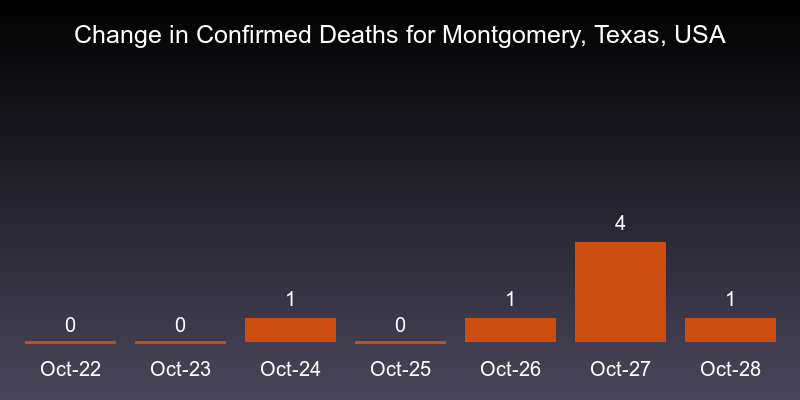 Change in Confirmed Deaths for Montgomery, Texas, USA
4
1 1 1
0 0 0
Oct-22 Oct-23 Oct-24 Oct-25 Oct-26 Oct-27 Oct-28